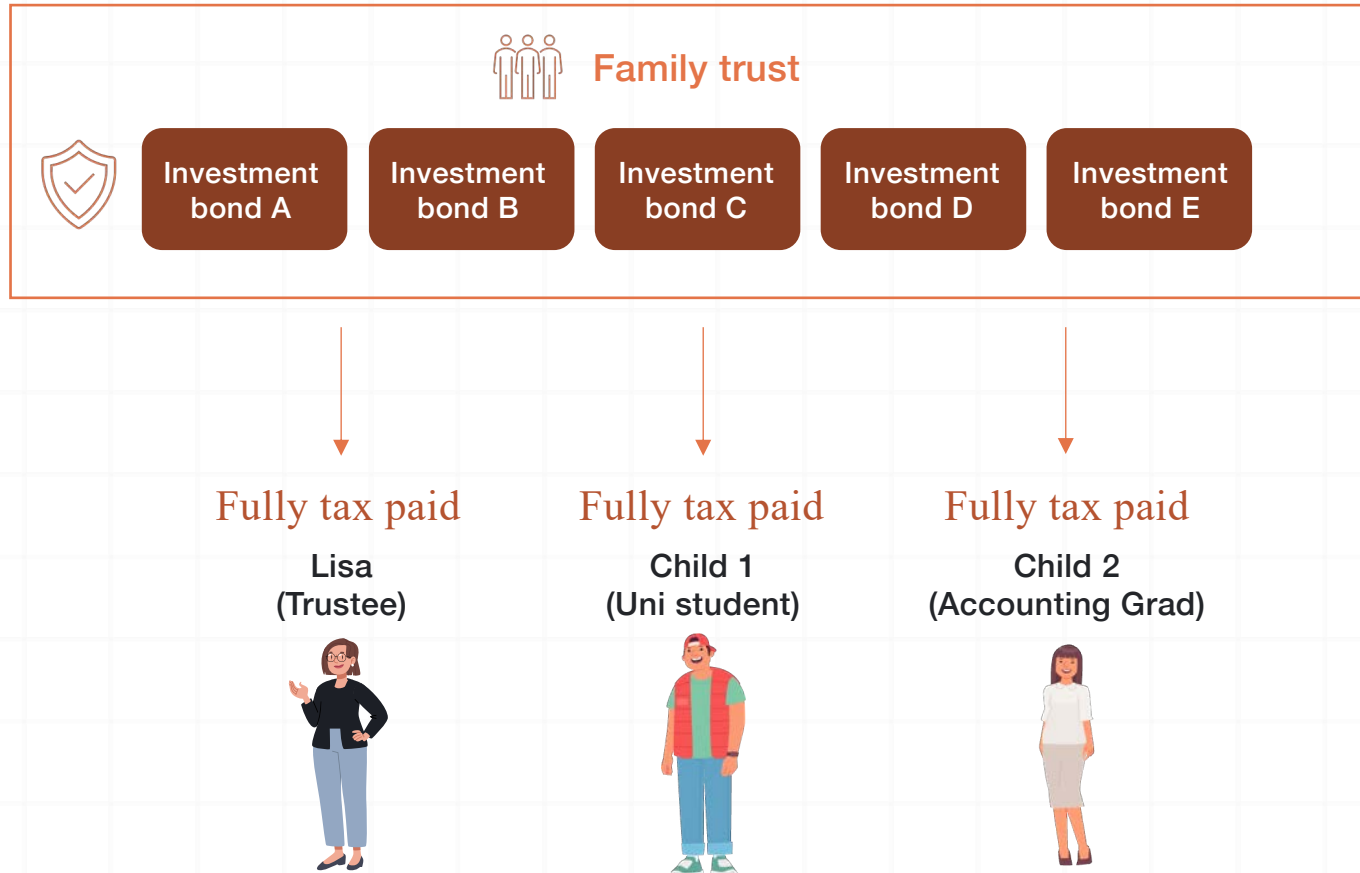 Family trust
Investment
bond A
Investment
bond B
Investment
bond C
Investment
bond D
Investment
bond E
Fully tax paid
Lisa
(Trustee)
Fully tax paid
Child 1
(Uni student)
Fully tax paid
Child 2
(Accounting Grad)